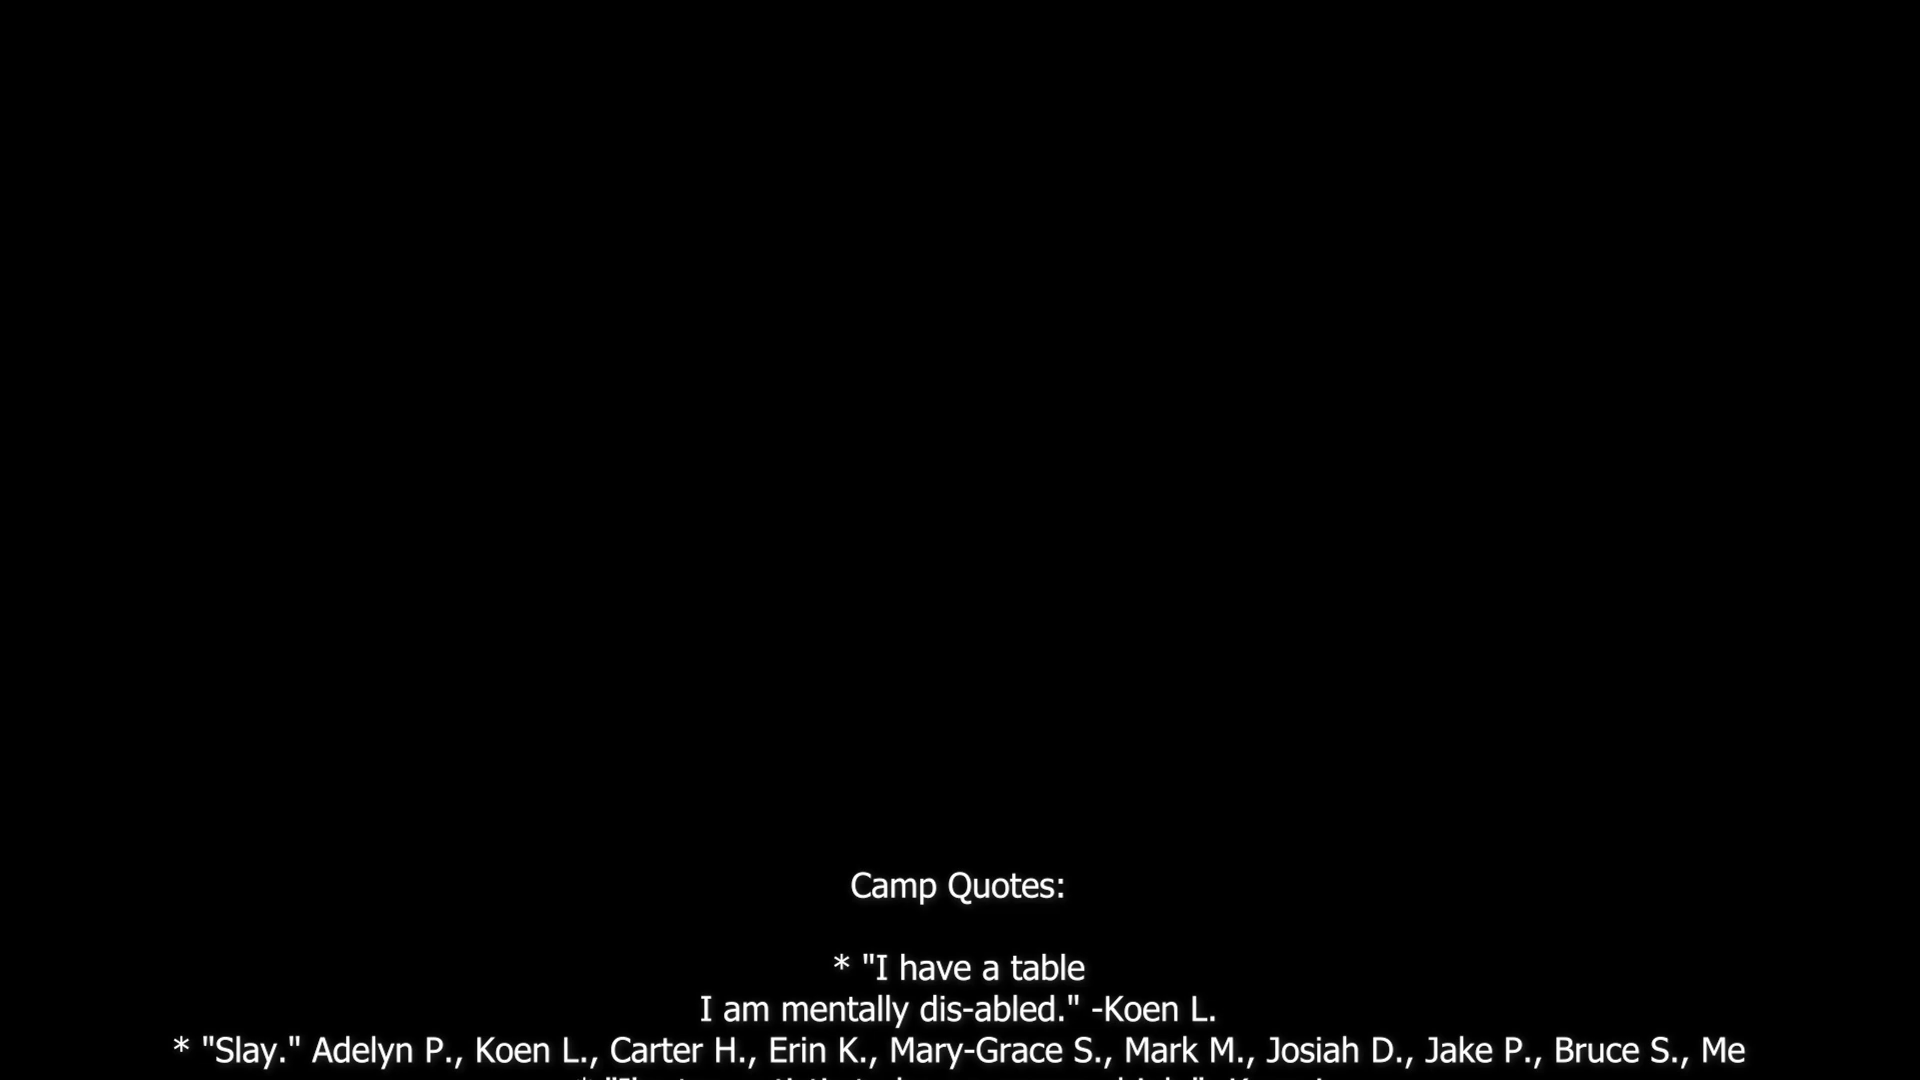 Camp Quotes:
* "I have a table
I am mentally dis-abled." -Koen L.
* "Slay." Adelyn P., Koen L., Carter H., Erin K., Mary-Grace S., Mark M., Josiah D., Jake P., Bruce S., Me